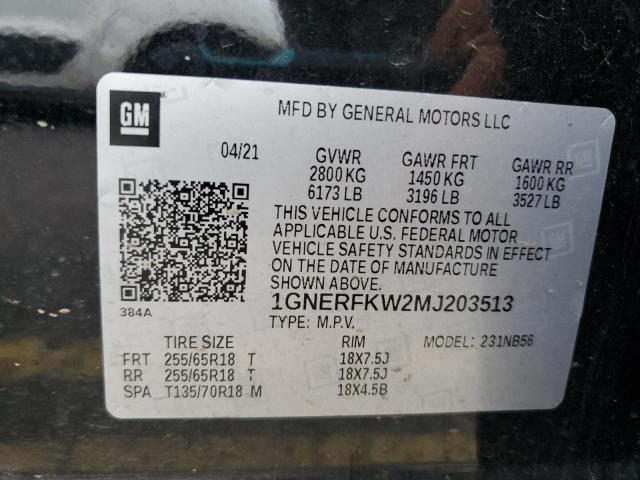 GM
MFD BY GENERAL MOTORS LLC
04/21 GVWR GAWR FRT GAWR RR
2800 KG 1450 KG 1600 KG
6173 LB 3196 LB 3527 LB
THIS VEHICLE CONFORMS TO ALL
APPLICABLE U.S. FEDERAL MOTOR
VEHICLE SAFETY STANDARDS IN EFFECT
ON THE DATE OF MANUFACTURE
SHOWN ABOVE.
1GNERFKW2MJ203513
384A
TYPE: M.P.V. MODEL: 231NB56
TIRE SIZE RIM
FRT 255/65R18 T 18X7.5J
RR 255/65R18 T 18X7.5J
SPA T135/70R18 M 18X4.5B